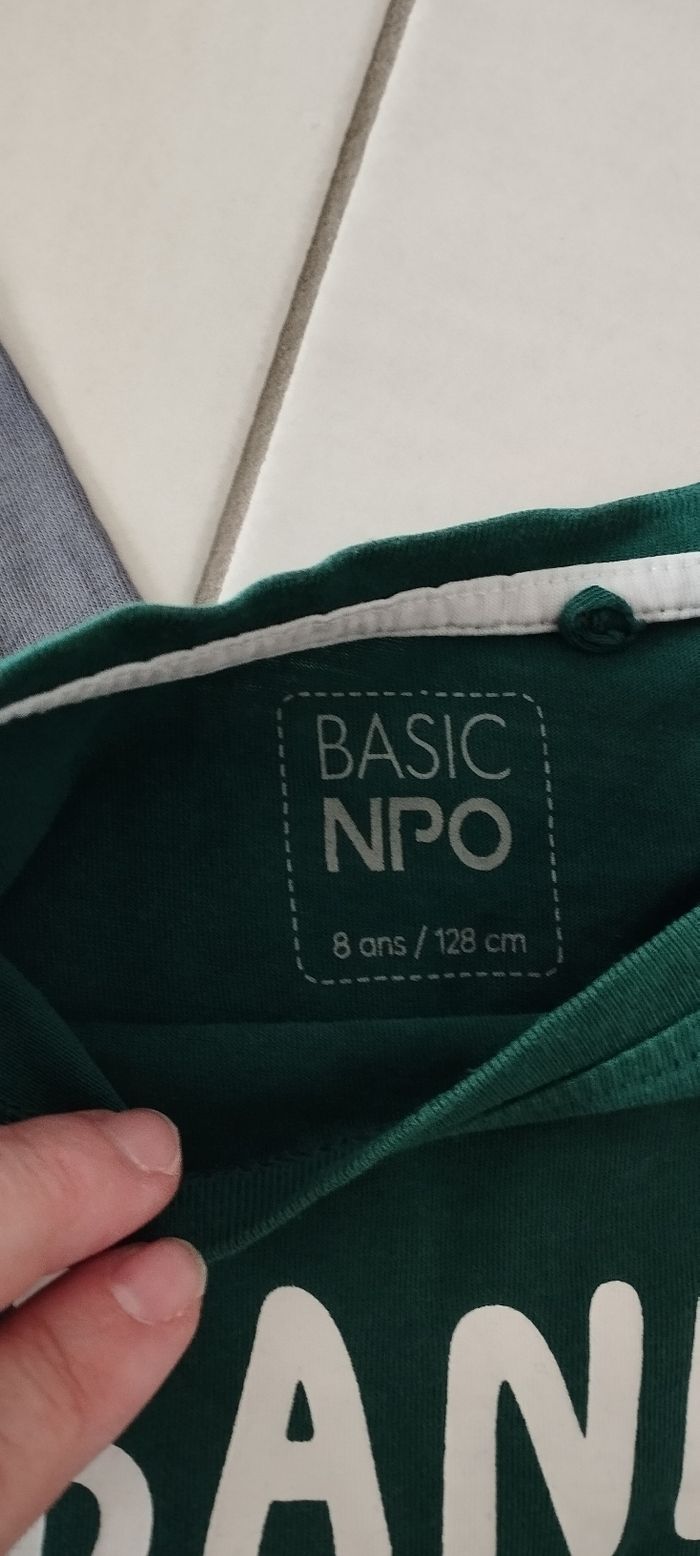 BASIC
NPO
8 ans / 128 cm